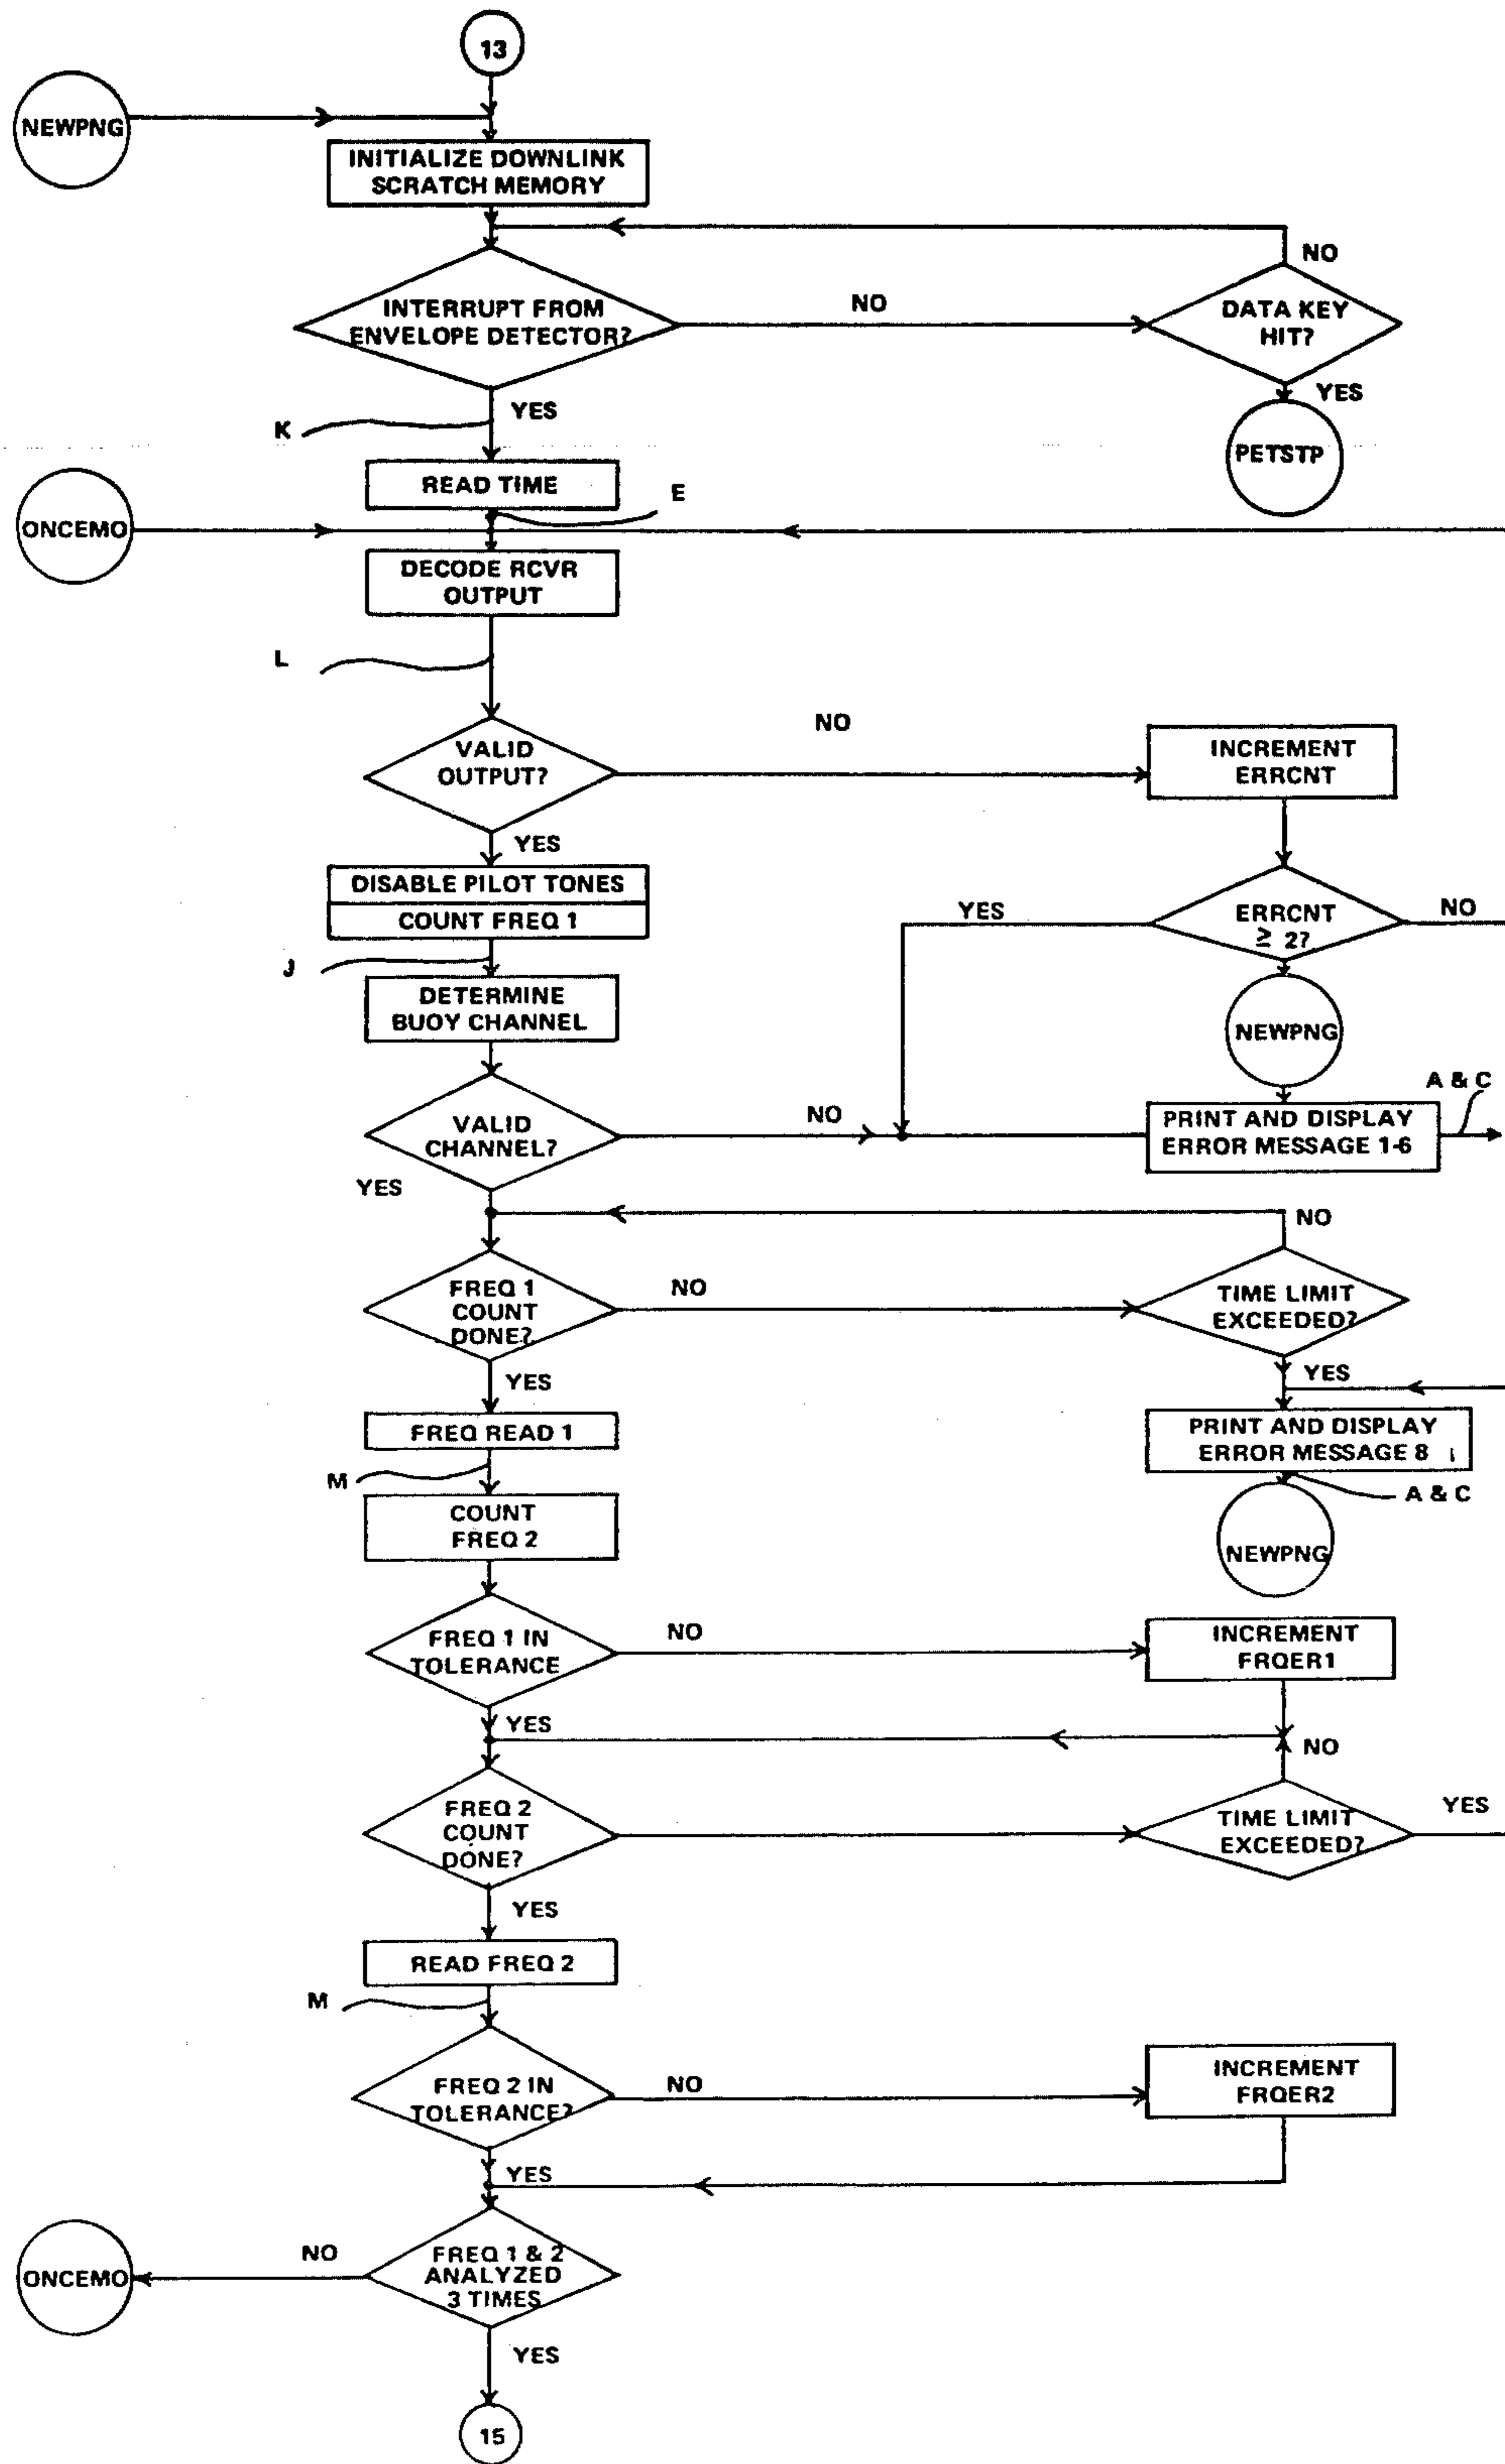 13
NEWPNG
INITIALIZE DOWNLINK
SCRATCH MEMORY
NO
INTERRUPT FROM
ENVELOPE DETECTOR?
NO
DATA KEY
HIT?
YES
YES
K
PETSTP
READ TIME
E
ONCEMO
DECODE RCVR
OUTPUT
L
VALID
OUTPUT?
NO
INCREMENT
ERRCNT
YES
DISABLE PILOT TONES
COUNT FREQ 1
YES
ERRCNT
≥ 2?
NO
J
DETERMINE
BUOY CHANNEL
NEWPNG
A & C
VALID
CHANNEL?
NO
PRINT AND DISPLAY
ERROR MESSAGE 1-6
YES
NO
FREQ 1
COUNT
DONE?
NO
TIME LIMIT
EXCEEDED?
YES
YES
FREQ READ 1
PRINT AND DISPLAY
ERROR MESSAGE 8
M
A & C
COUNT
FREQ 2
NEWPNG
FREQ 1 IN
TOLERANCE
NO
INCREMENT
FRQER1
YES
NO
FREQ 2
COUNT
DONE?
TIME LIMIT
EXCEEDED?
YES
YES
READ FREQ 2
M
FREQ 2 IN
TOLERANCE?
NO
INCREMENT
FRQER2
YES
ONCEMO
NO
FREQ 1 & 2
ANALYZED
3 TIMES
YES
15